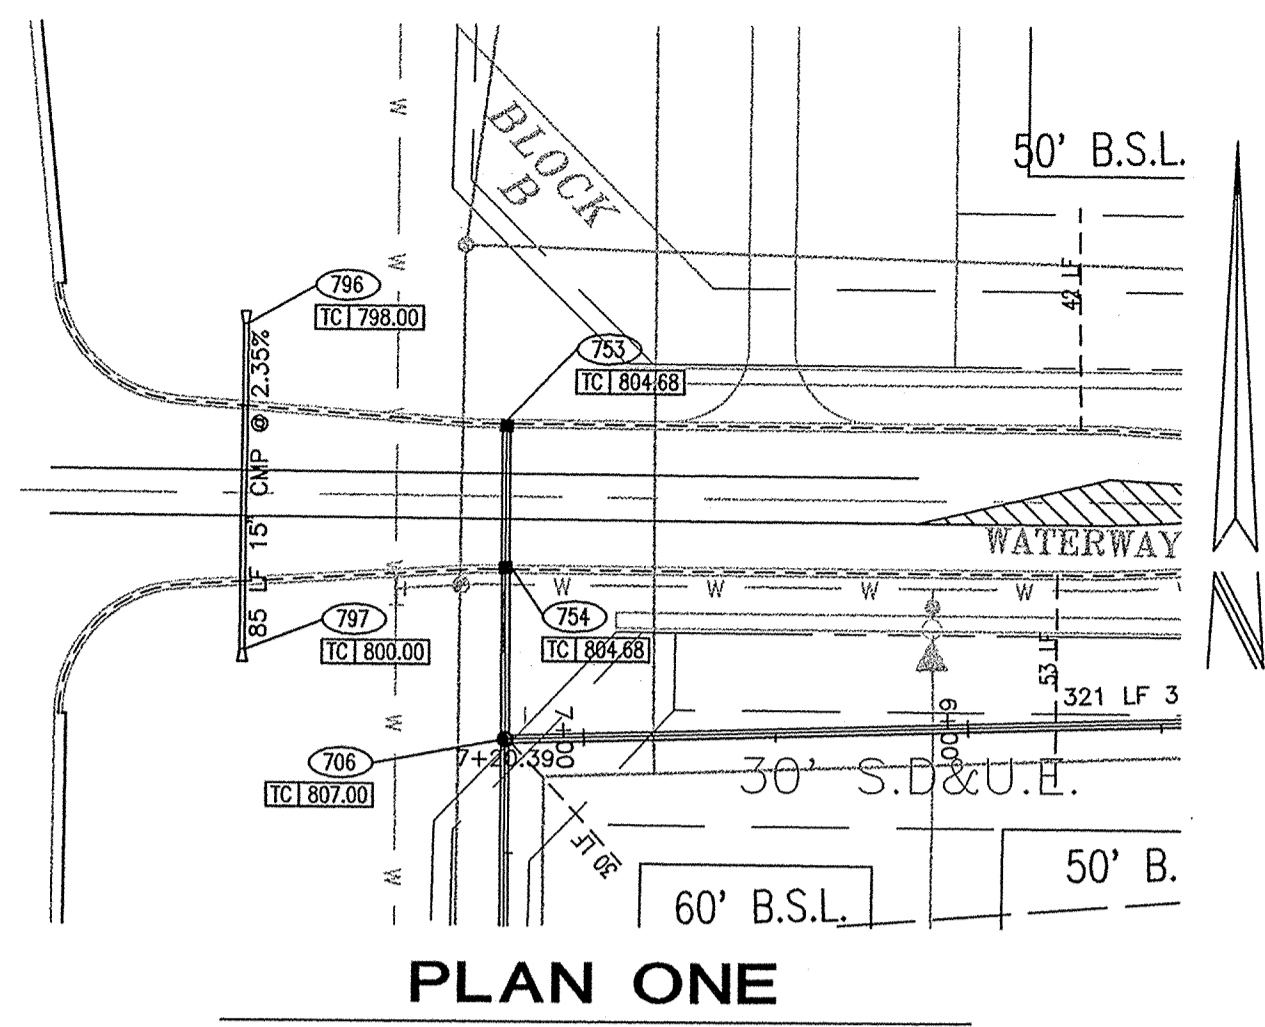 BLOCK
B
50' B.S.L.
W
W
42 LF
796
TC 798.00
753
TC 804.68
85 LF 15" CMP @ 2.35%
WATERWAY
W
W
W
W
W
797
TC 800.00
754
TC 804.68
53 LF
321 LF 3
W
7+00
6+00
706
7+20.39
TC 807.00
30' S.D&U.E.
30 LF
W
50' B.
60' B.S.L.
N
PLAN ONE